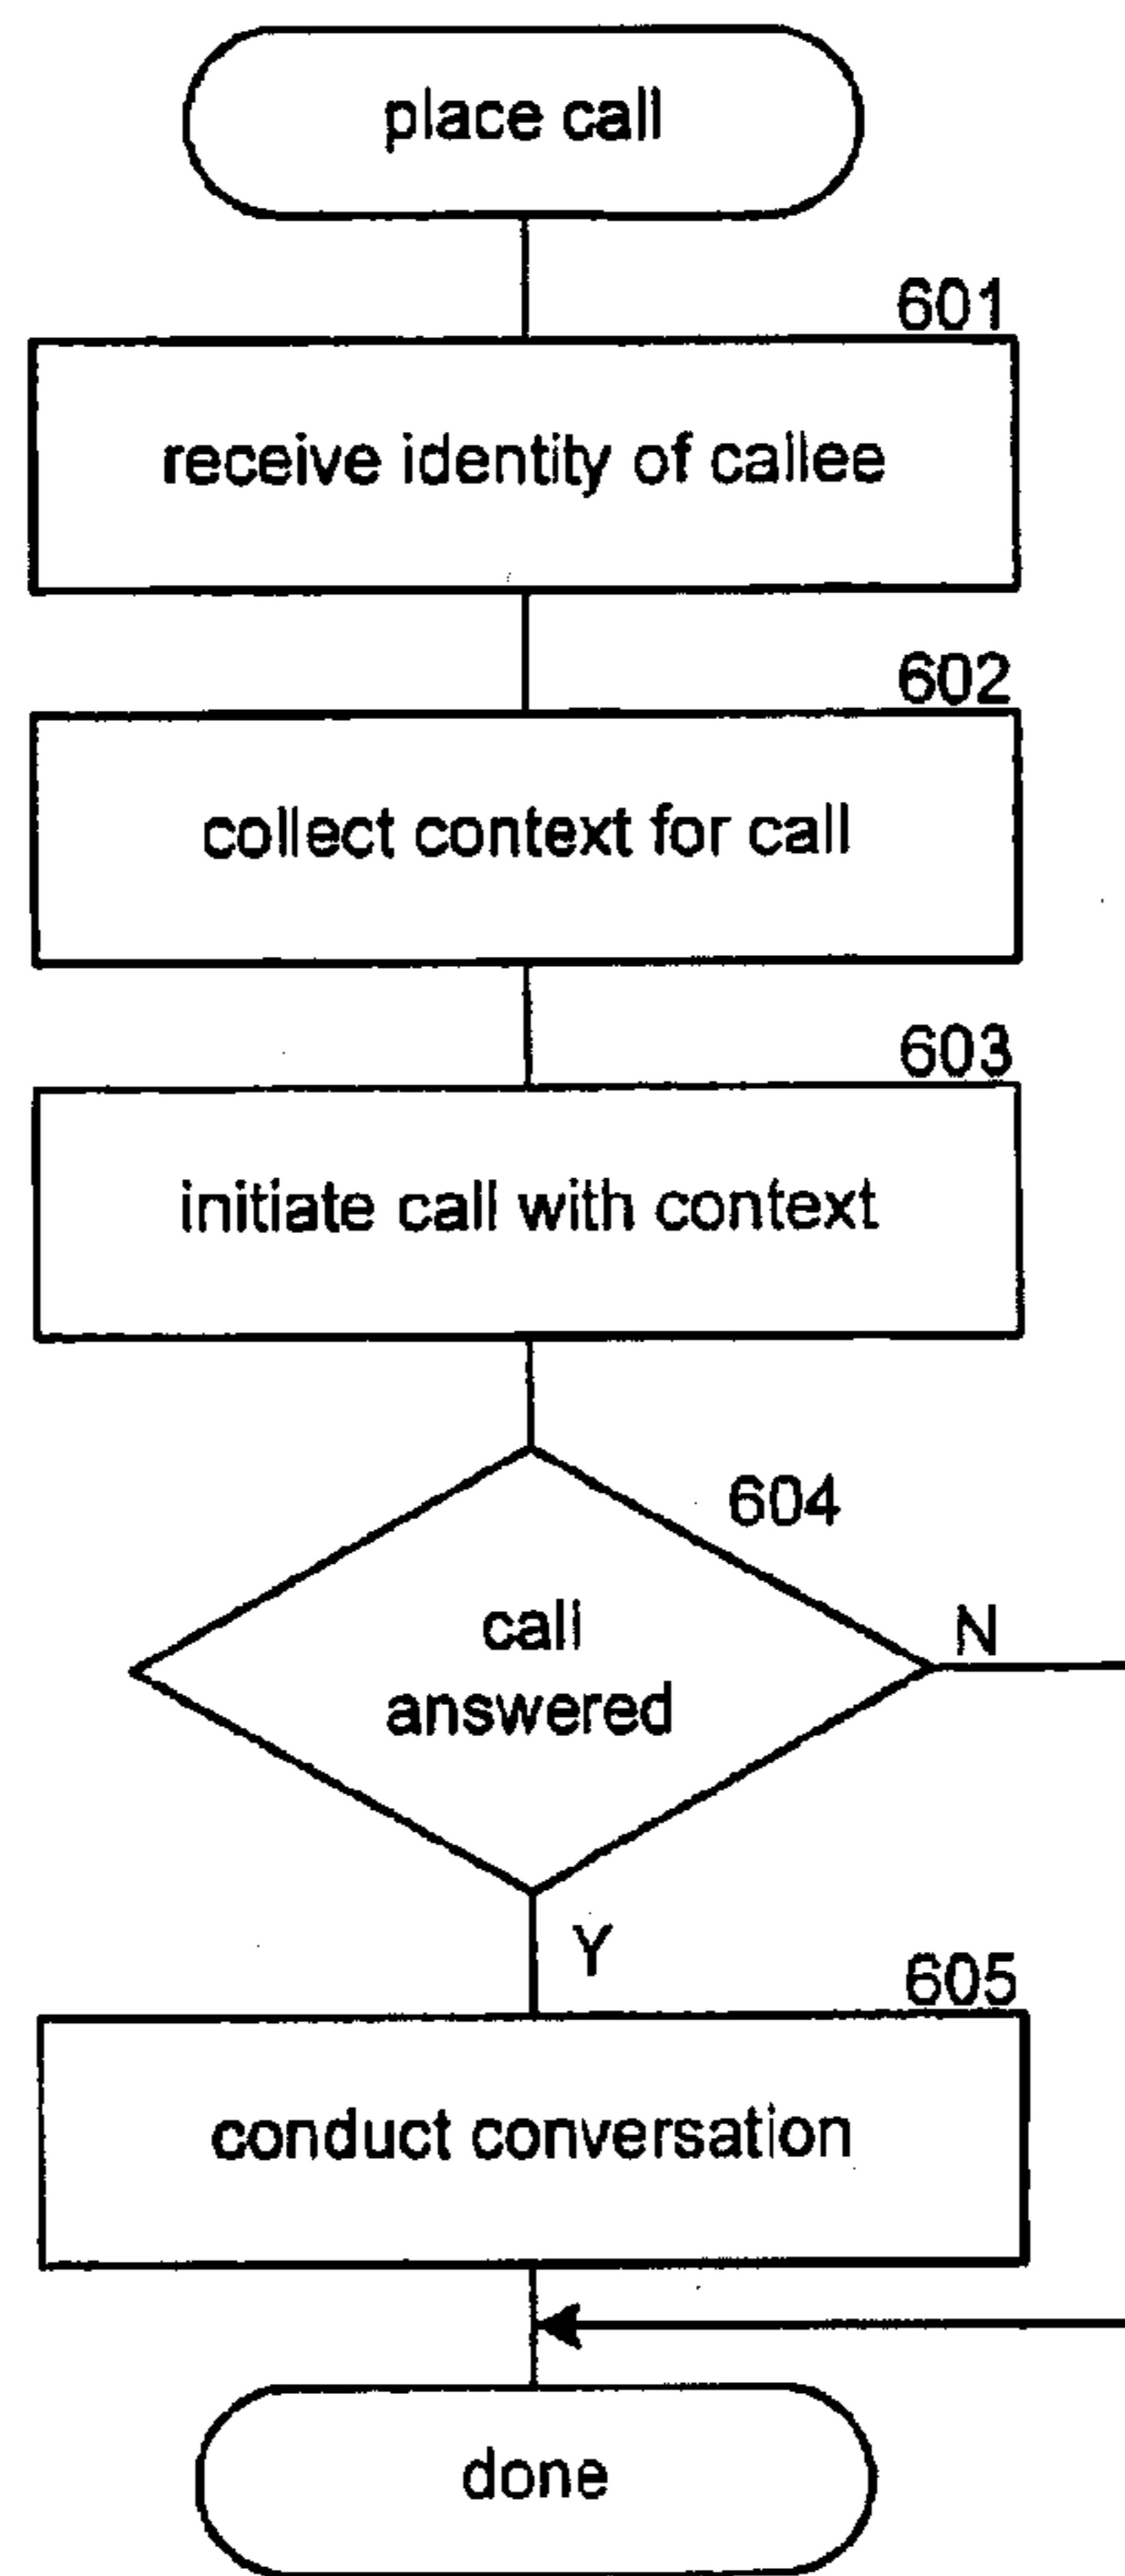 place call
601
receive identity of callee
602
collect context for call
603
initiate call with context
604
call
answered
N
Y
605
conduct conversation
done